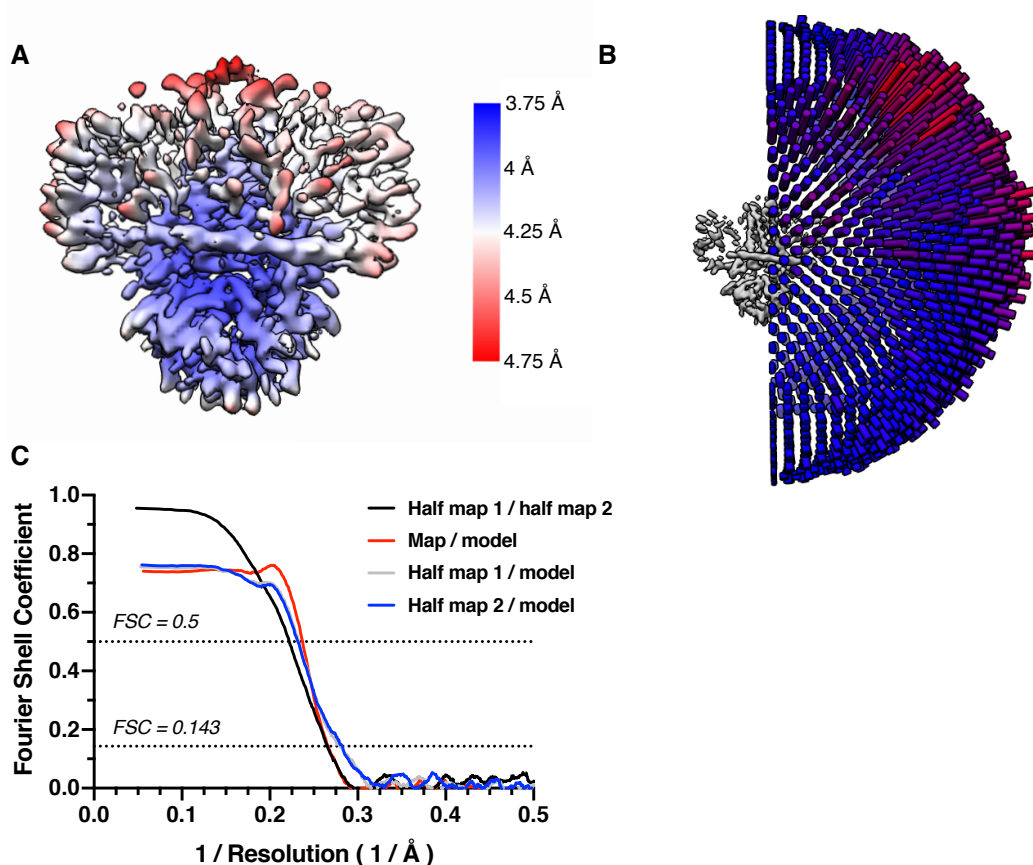 A
B
3.75 Å
4 Å
4.25 Å
4.5 Å
4.75 Å
C
Fourier Shell Coefficient
1.0
0.8
0.6
0.4
0.2
0.0
Half map 1 / half map 2
Map / model
Half map 1 / model
Half map 2 / model
FSC = 0.5
FSC = 0.143
0.0 0.1 0.2 0.3 0.4 0.5
1 / Resolution ( 1 / Å )